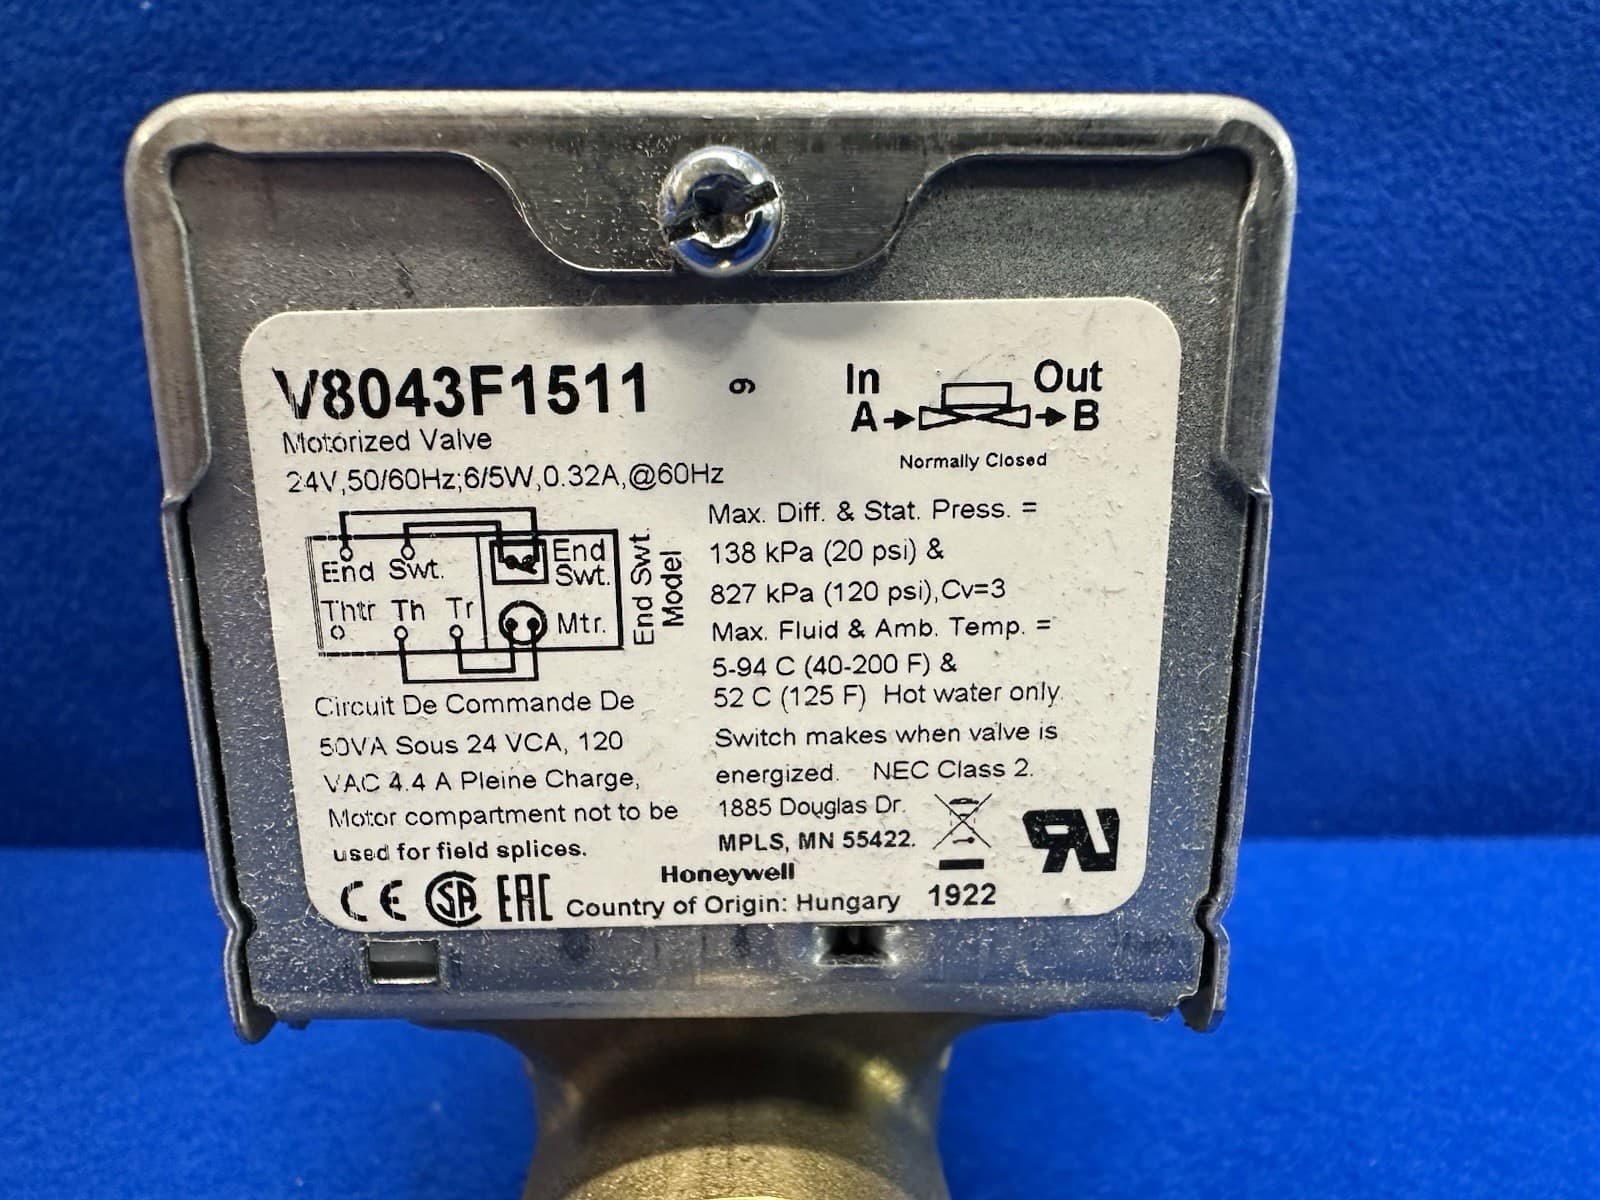 V8043F1511
Motorized Valve
24V,50/60Hz;6/5W,0.32A,@60Hz
9
In Out
A B
Normally Closed
End Swt.
Thtr Th Tr
End
Swt.
Mtr.
End Swt.
Model
Circuit De Commande De
50VA Sous 24 VCA, 120
VAC 4.4 A Pleine Charge,
Motor compartment not to be
used for field splices.
Max. Diff. & Stat. Press. =
138 kPa (20 psi) &
827 kPa (120 psi),Cv=3
Max. Fluid & Amb. Temp. =
5-94 C (40-200 F) &
52 C (125 F) Hot water only.
Switch makes when valve is
energized. NEC Class 2.
1885 Douglas Dr.
MPLS, MN 55422.
Honeywell
CE SA EAC Country of Origin: Hungary 1922
RU